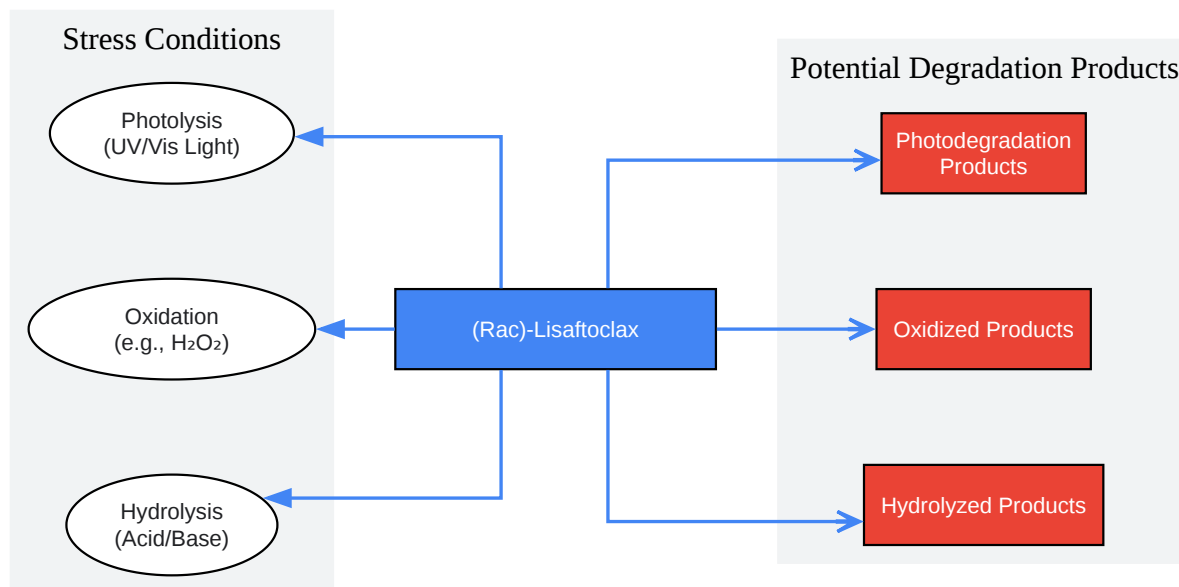 Stress Conditions
Photolysis
(UV/Vis Light)
Oxidation
(e.g., H₂O₂)
Hydrolysis
(Acid/Base)
(Rac)-Lisaftoclax
Potential Degradation Products
Photodegradation
Products
Oxidized Products
Hydrolyzed Products